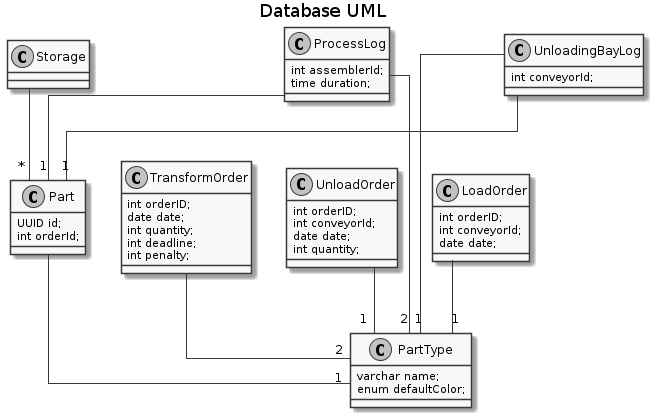 Database UML
C Storage
C ProcessLog
int assemblerId;
time duration;
C UnloadingBayLog
int conveyorId;
* 1 1
C Part
UUID id;
int orderId;
C TransformOrder
int orderID;
date date;
int quantity;
int deadline;
int penalty;
C UnloadOrder
int orderID;
int conveyorId;
date date;
int quantity;
C LoadOrder
int orderID;
int conveyorId;
date date;
1 2 1 1
2
1
C PartType
varchar name;
enum defaultColor;